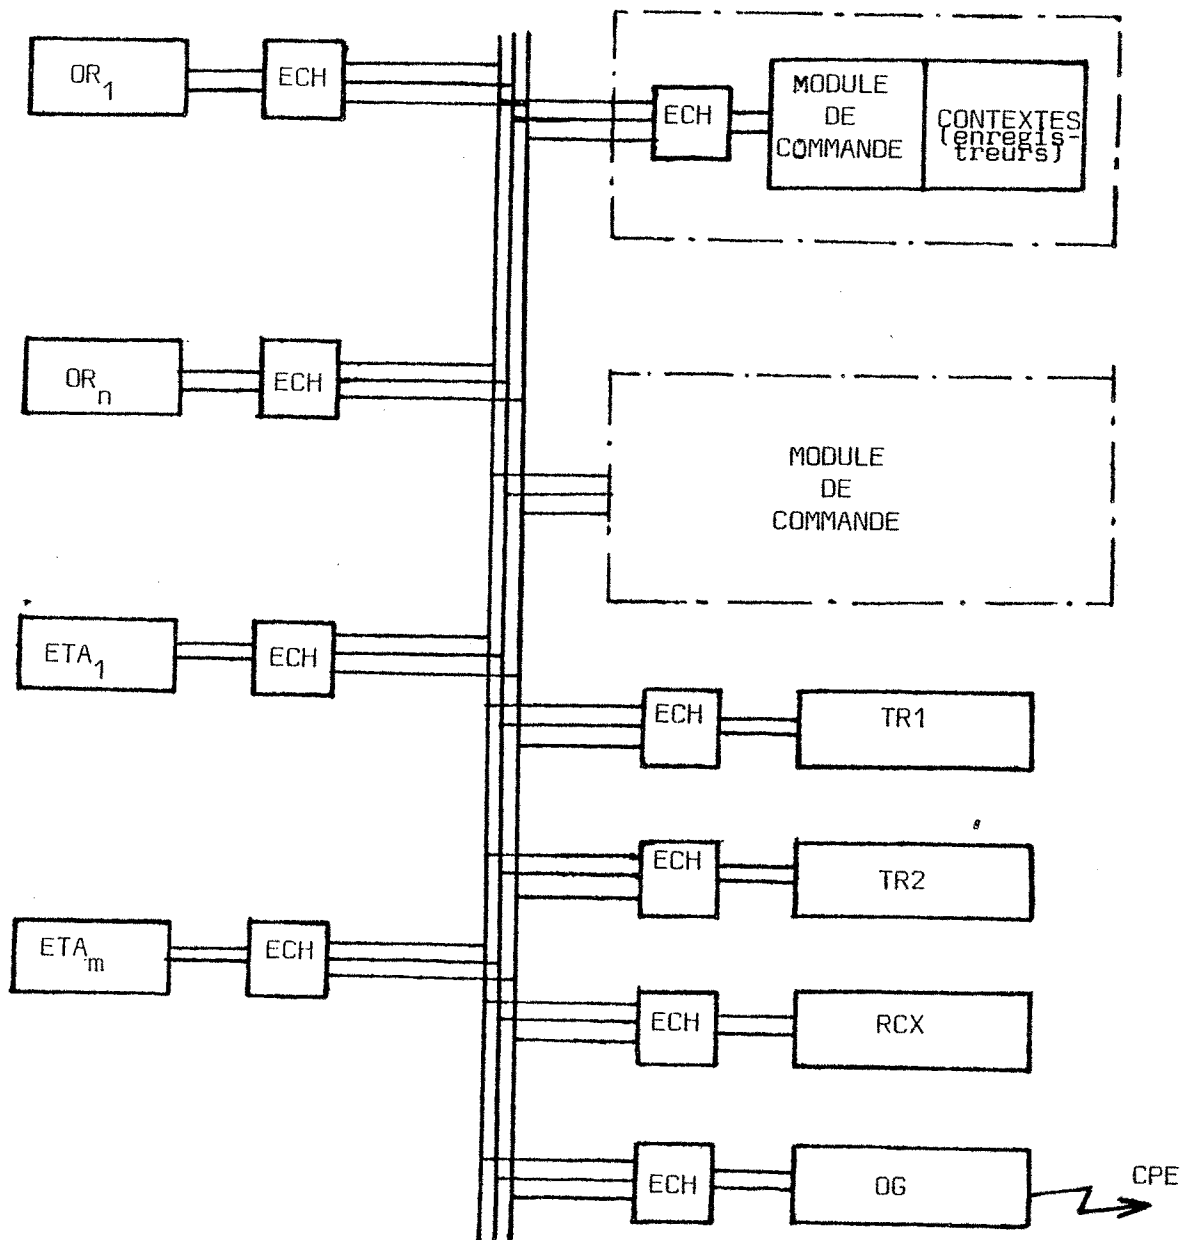 OR1
ECH
ECH
MODULE
DE
COMMANDE
CONTEXTES
(enregis-
treurs)
ORn
ECH
MODULE
DE
COMMANDE
ETA1
ECH
ECH
TR1
ECH
TR2
ETAm
ECH
ECH
RCX
ECH
OG
CPE